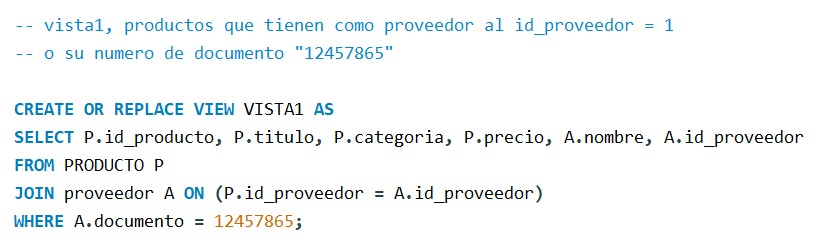 -- vista1, productos que tienen como proveedor al id_proveedor = 1
-- o su numero de documento "12457865"
CREATE OR REPLACE VIEW VISTA1 AS
SELECT P.id_producto, P.titulo, P.categoria, P.precio, A.nombre, A.id_proveedor
FROM PRODUCTO P
JOIN proveedor A ON (P.id_proveedor = A.id_proveedor)
WHERE A.documento = 12457865;